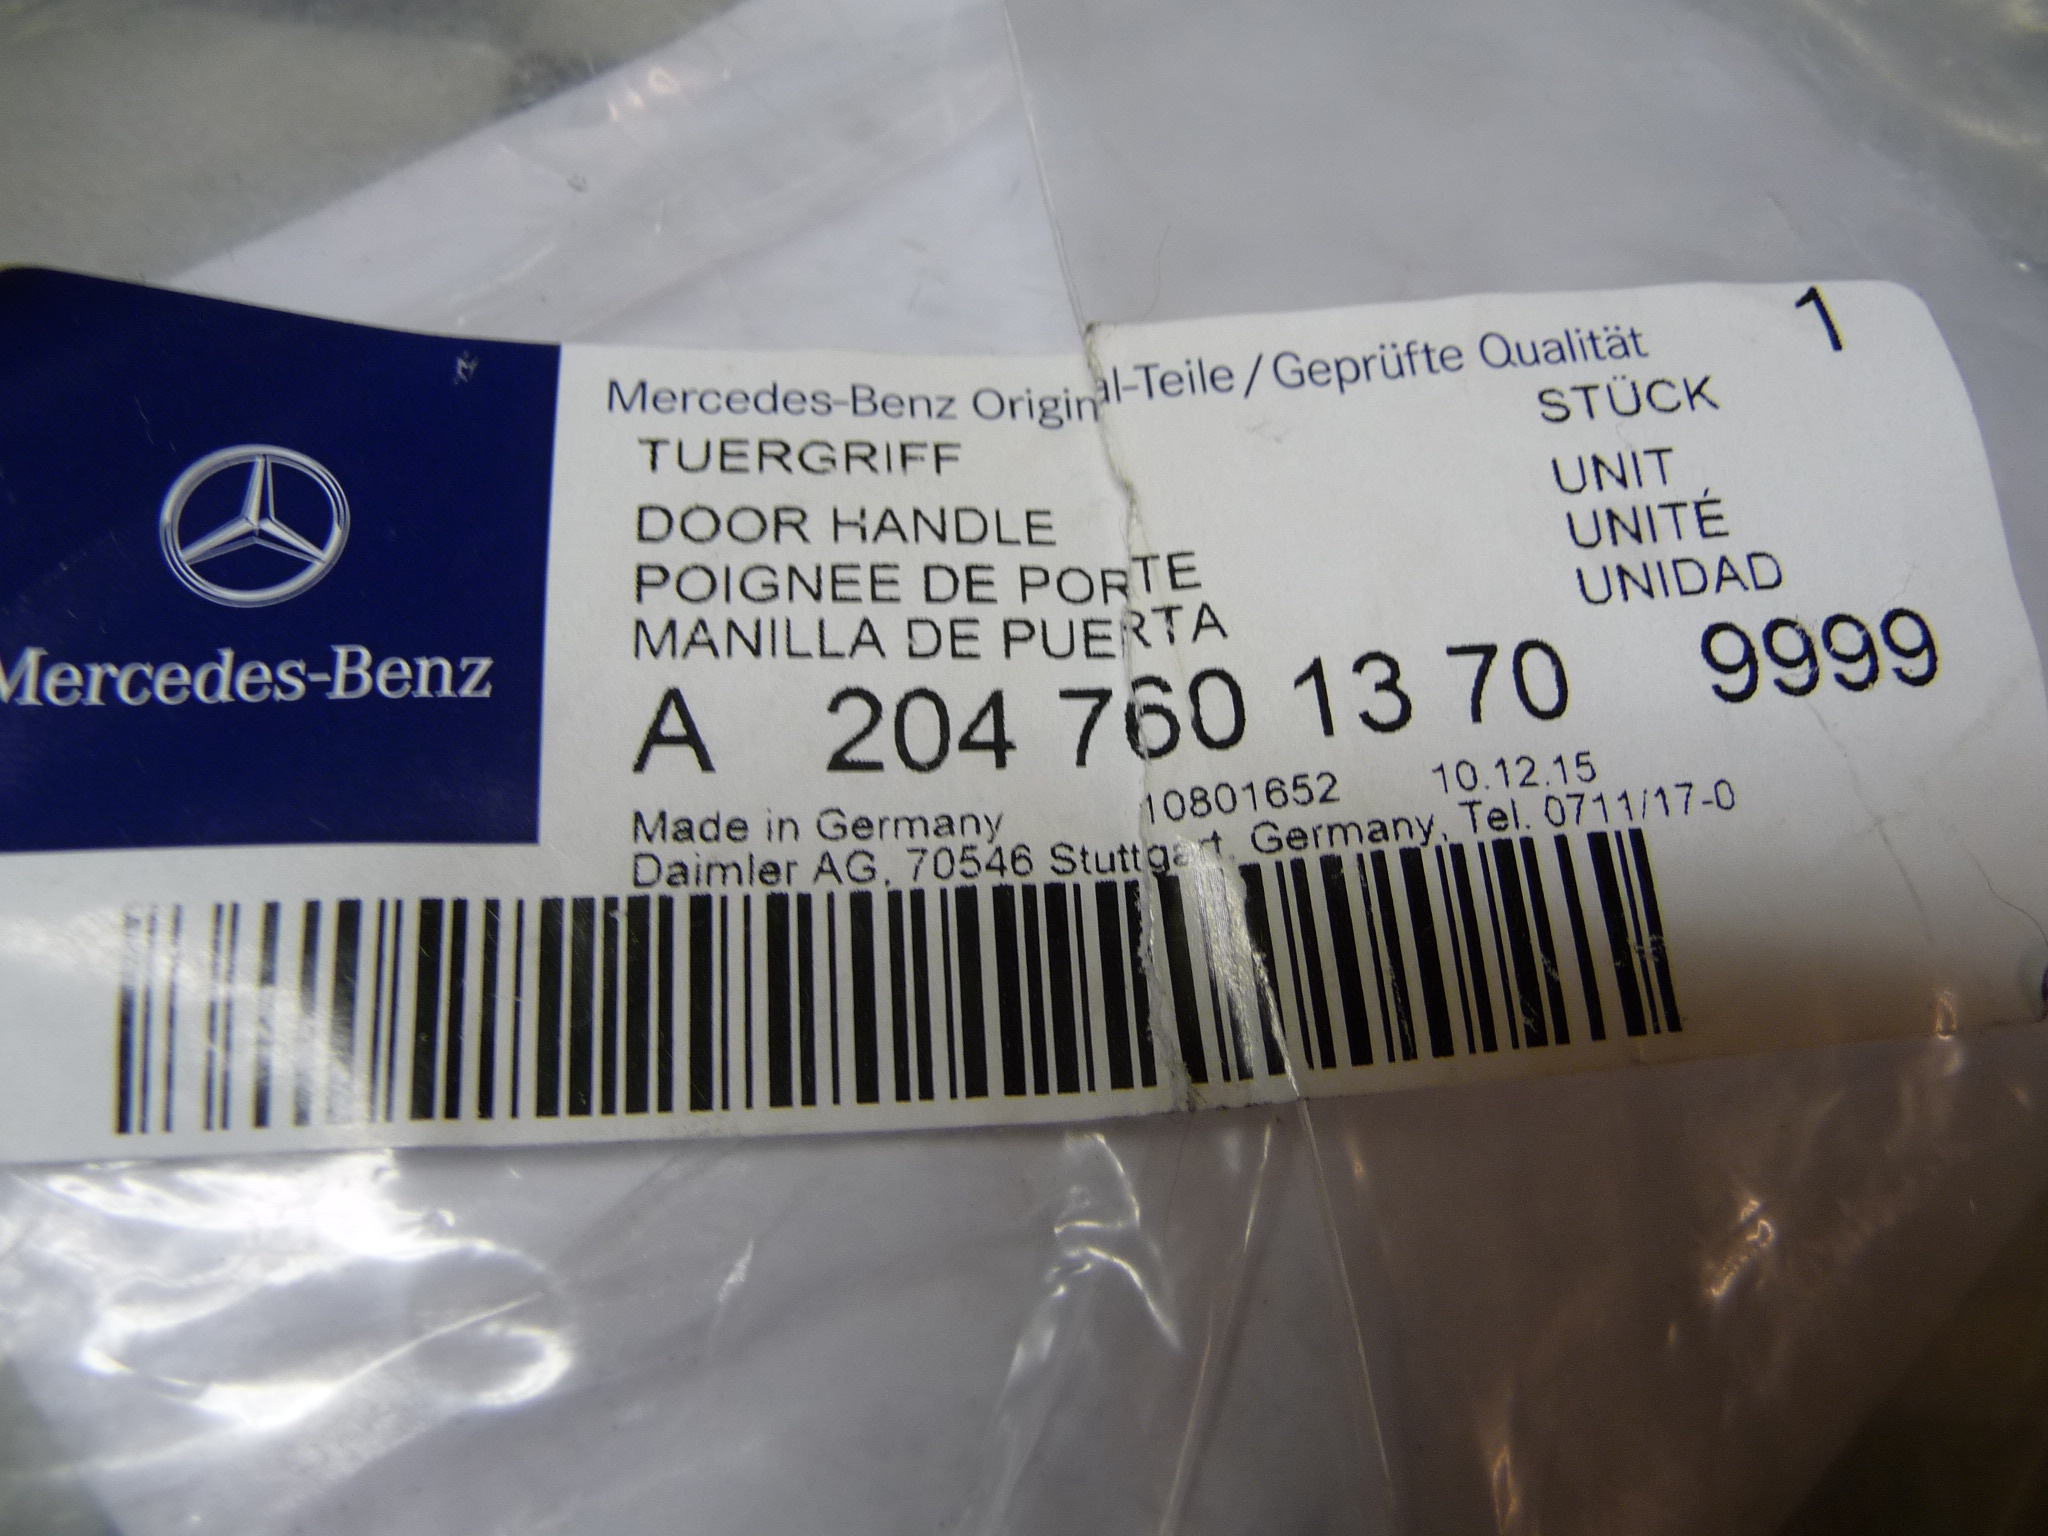 Mercedes-Benz
Mercedes-Benz Original-Teile / Geprüfte Qualität
1
TUERGRIFF
STÜCK
DOOR HANDLE
UNIT
POIGNEE DE PORTE
UNITÉ
MANILLA DE PUERTA
UNIDAD
A 204 760 13 70 9999
Made in Germany 10801652 10.12.15
Daimler AG, 70546 Stuttgart, Germany, Tel. 0711/17-0